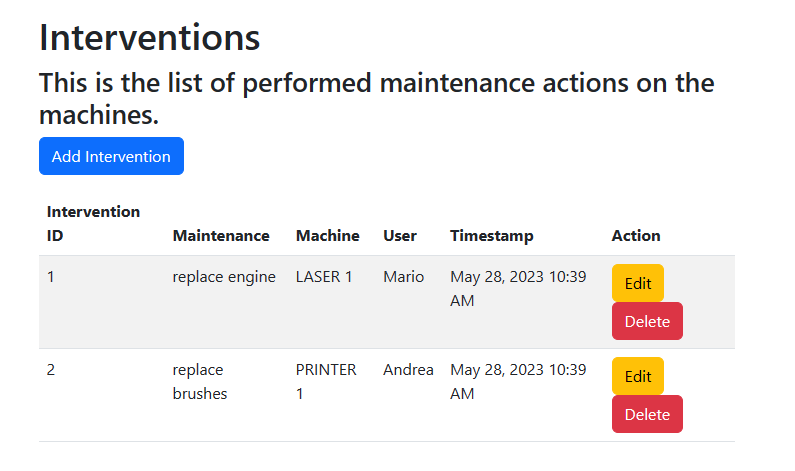 Interventions
This is the list of performed maintenance actions on the
machines.
Add Intervention
Intervention
ID Maintenance Machine User Timestamp Action
1 replace engine LASER 1 Mario May 28, 2023 10:39 Edit
AM
Delete
2 replace PRINTER Andrea May 28, 2023 10:39 Edit
brushes 1 AM
Delete